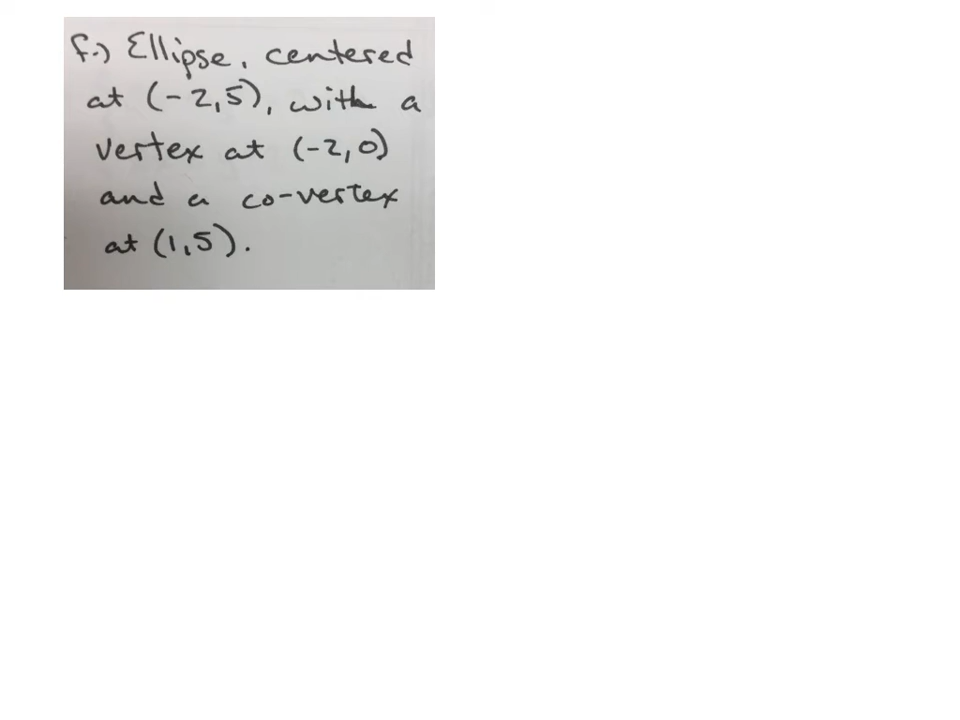 f.) Ellipse, centered
at (-2,5), with a
vertex at (-2,0)
and a co-vertex
at (1,5).